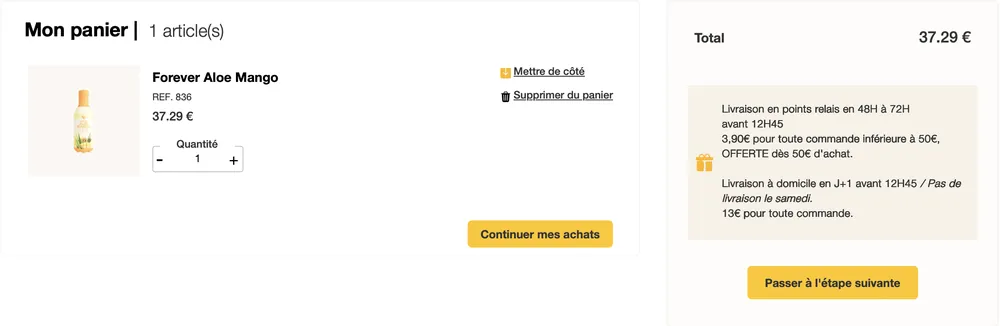 Mon panier | 1 article(s)
Forever Aloe Mango
REF. 836
37.29 €
Quantité
- 1 +
Mettre de côté
Supprimer du panier
Continuer mes achats
Total 37.29 €
Livraison en points relais en 48H à 72H
avant 12H45
3,90€ pour toute commande inférieure à 50€,
OFFERTE dès 50€ d'achat.
Livraison à domicile en J+1 avant 12H45 / Pas de
livraison le samedi.
13€ pour toute commande.
Passer à l'étape suivante